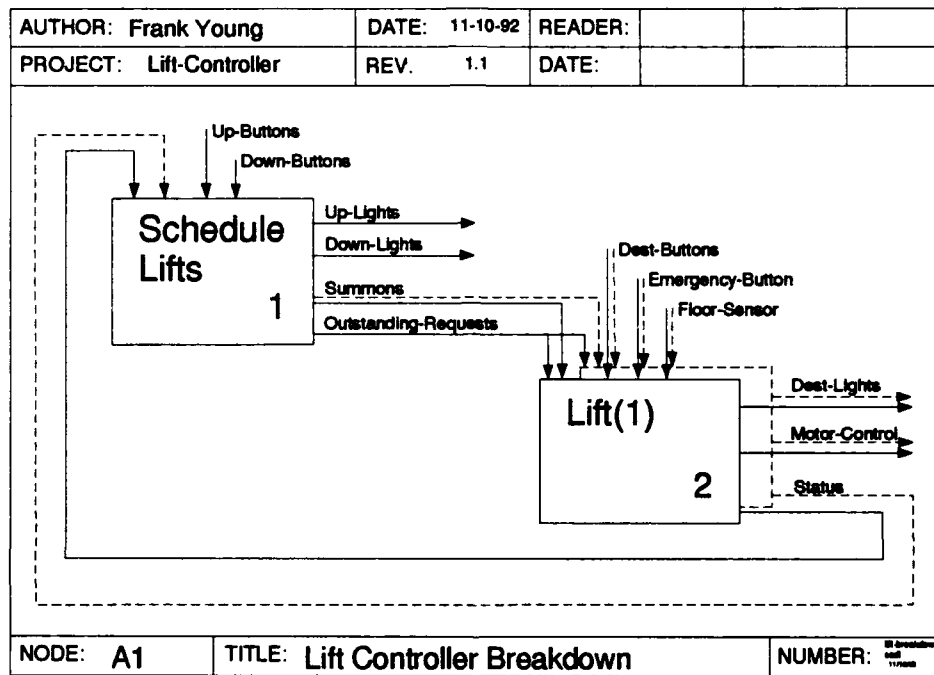 AUTHOR: Frank Young
DATE: 11-10-92
READER:
PROJECT: Lift-Controller
REV. 1.1
DATE:
Up-Buttons
Down-Buttons
Schedule
Lifts
1
Up-Lights
Down-Lights
Summons
Outstanding-Requests
Dest-Buttons
Emergency-Button
Floor-Sensor
Lift(1)
2
Dest-Lights
Motor-Control
Status
NODE: A1
TITLE: Lift Controller Breakdown
NUMBER: